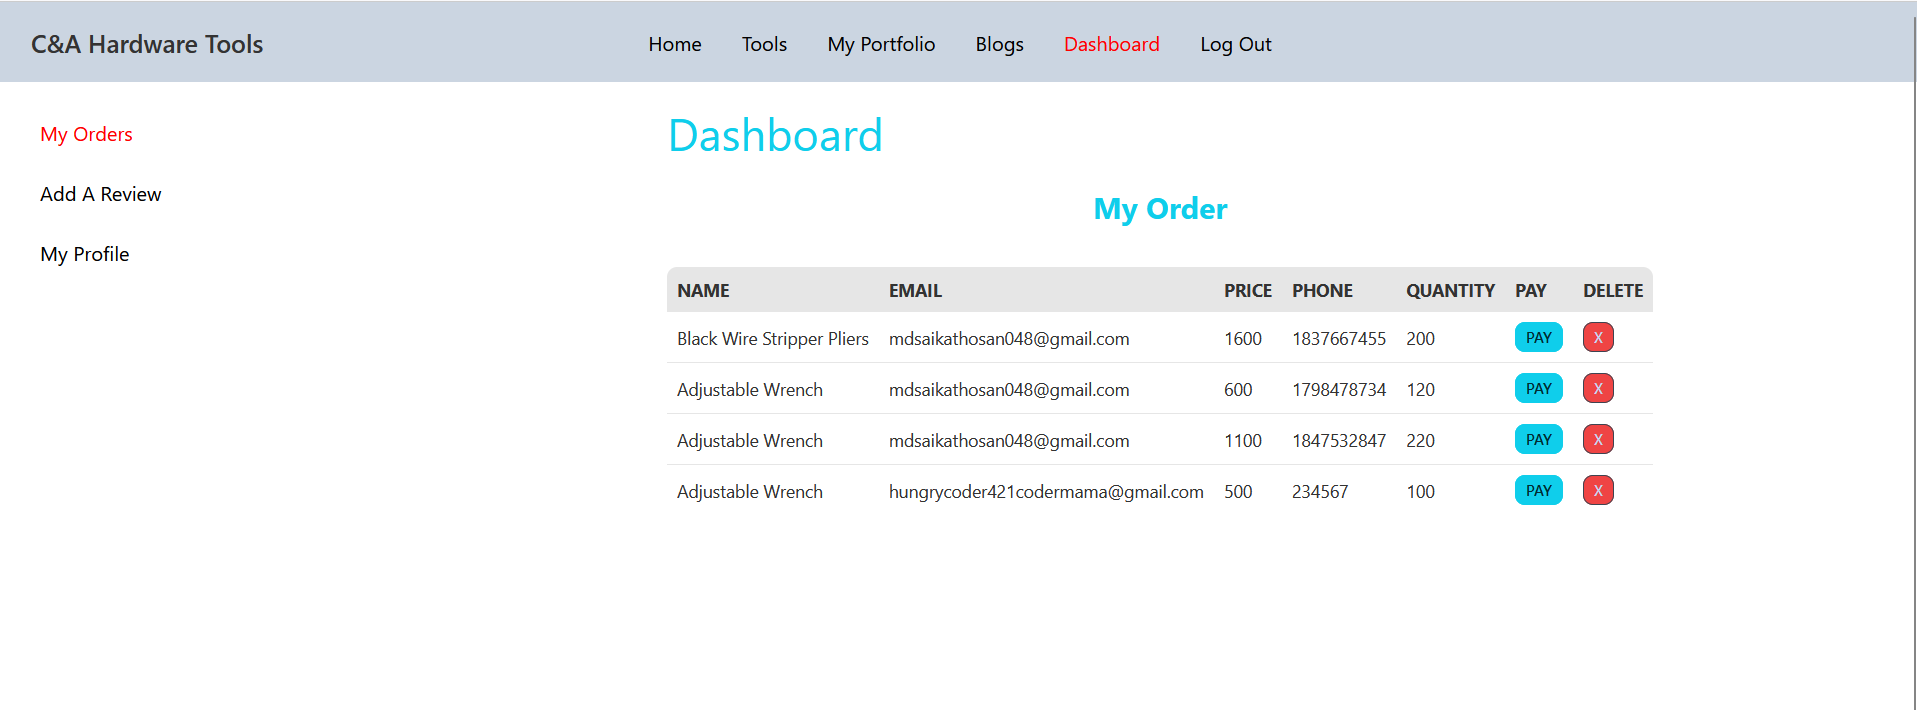 C&A Hardware Tools Home Tools My Portfolio Blogs Dashboard Log Out
My Orders
Add A Review
My Profile
Dashboard
My Order
NAME EMAIL PRICE PHONE QUANTITY PAY DELETE
Black Wire Stripper Pliers mdsaikathosan048@gmail.com 1600 1837667455 200 PAY X
Adjustable Wrench mdsaikathosan048@gmail.com 600 1798478734 120 PAY X
Adjustable Wrench mdsaikathosan048@gmail.com 1100 1847532847 220 PAY X
Adjustable Wrench hungrycoder421codermama@gmail.com 500 234567 100 PAY X